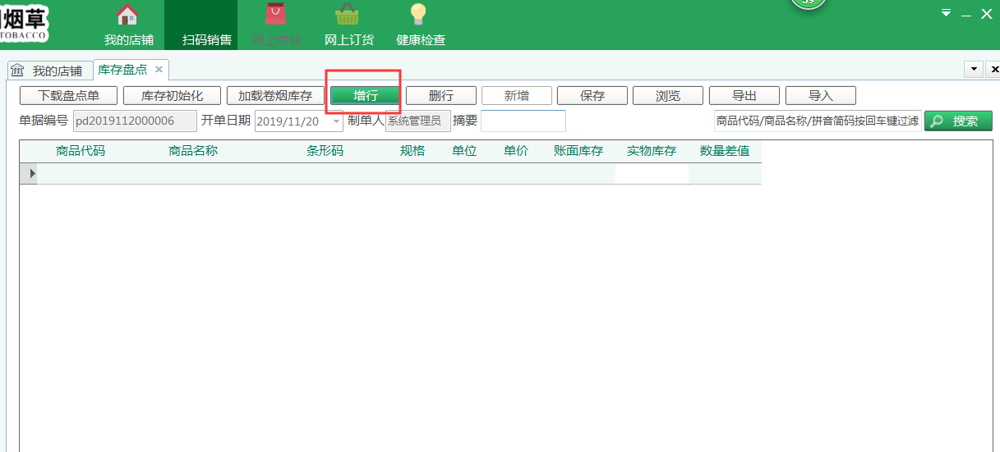 烟草
TOBACCO
39
我的店铺 扫码销售 网上商城 网上订货 健康检查
我的店铺 库存盘点
下载盘点单 库存初始化 加载卷烟库存 增行 删行 新增 保存 浏览 导出 导入
单据编号 pd2019112000006 开单日期 2019/11/20 制单人 系统管理员 摘要 商品代码/商品名称/拼音简码按回车键过滤 搜索
商品代码 商品名称 条形码 规格 单位 单价 账面库存 实物库存 数量差值